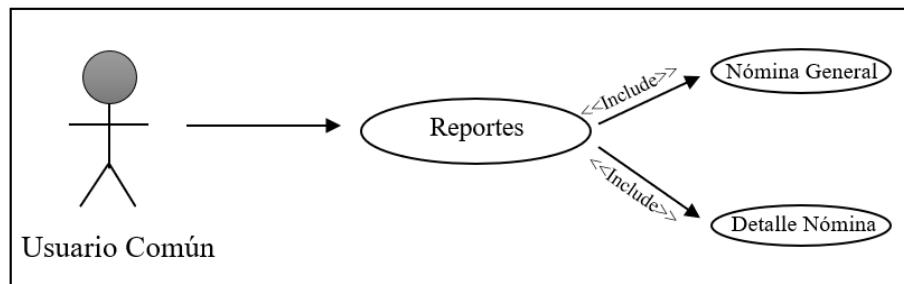 Nómina General
<<Include>>
Reportes
<<Include>>
Detalle Nómina
Usuario Común